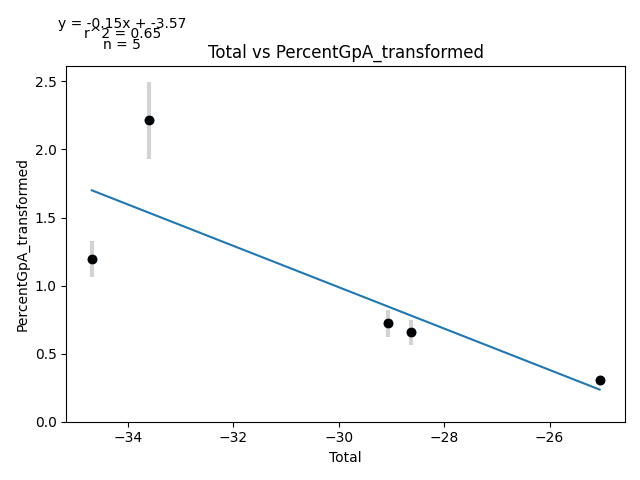 y = -0.15x + -3.57
r^2 = 0.65
n = 5
Total vs PercentGpA_transformed
PercentGpA_transformed
2.5
2.0
1.5
1.0
0.5
0.0
−34
−32
−30
−28
−26
Total